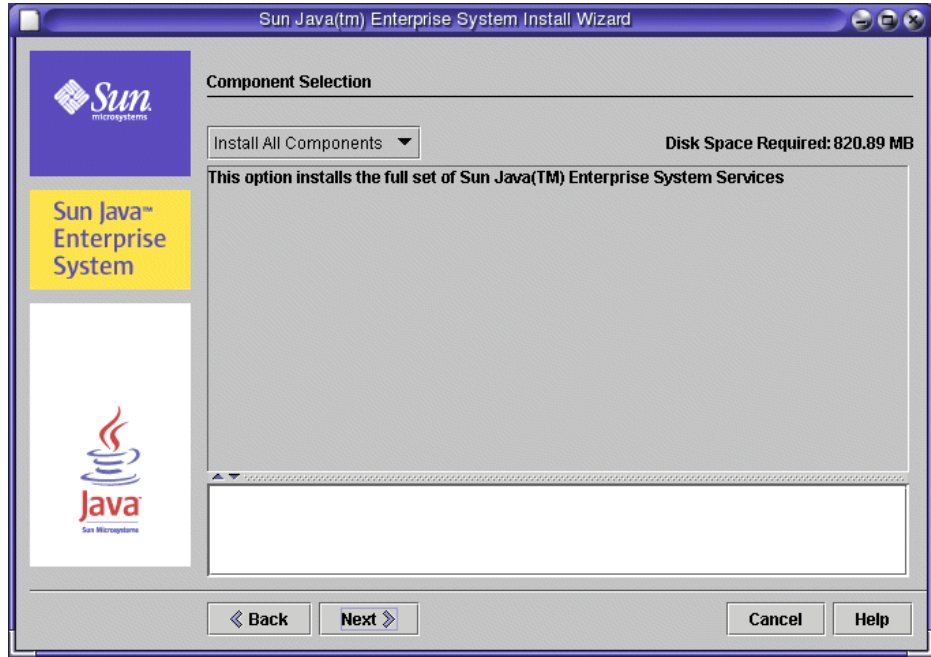 Sun Java(tm) Enterprise System Install Wizard
Sun
microsystems
Component Selection
Install All Components
Disk Space Required: 820.89 MB
This option installs the full set of Sun Java(TM) Enterprise System Services
Sun Java™
Enterprise
System
Java
Sun Microsystems
Back
Next
Cancel
Help